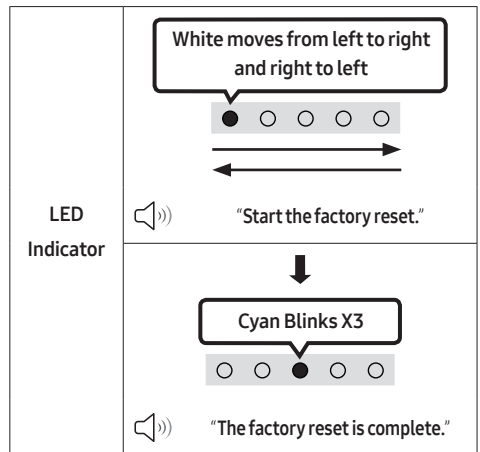 White moves from left to right
and right to left
LED
Indicator
“Start the factory reset.”
Cyan Blinks X3
“The factory reset is complete.”